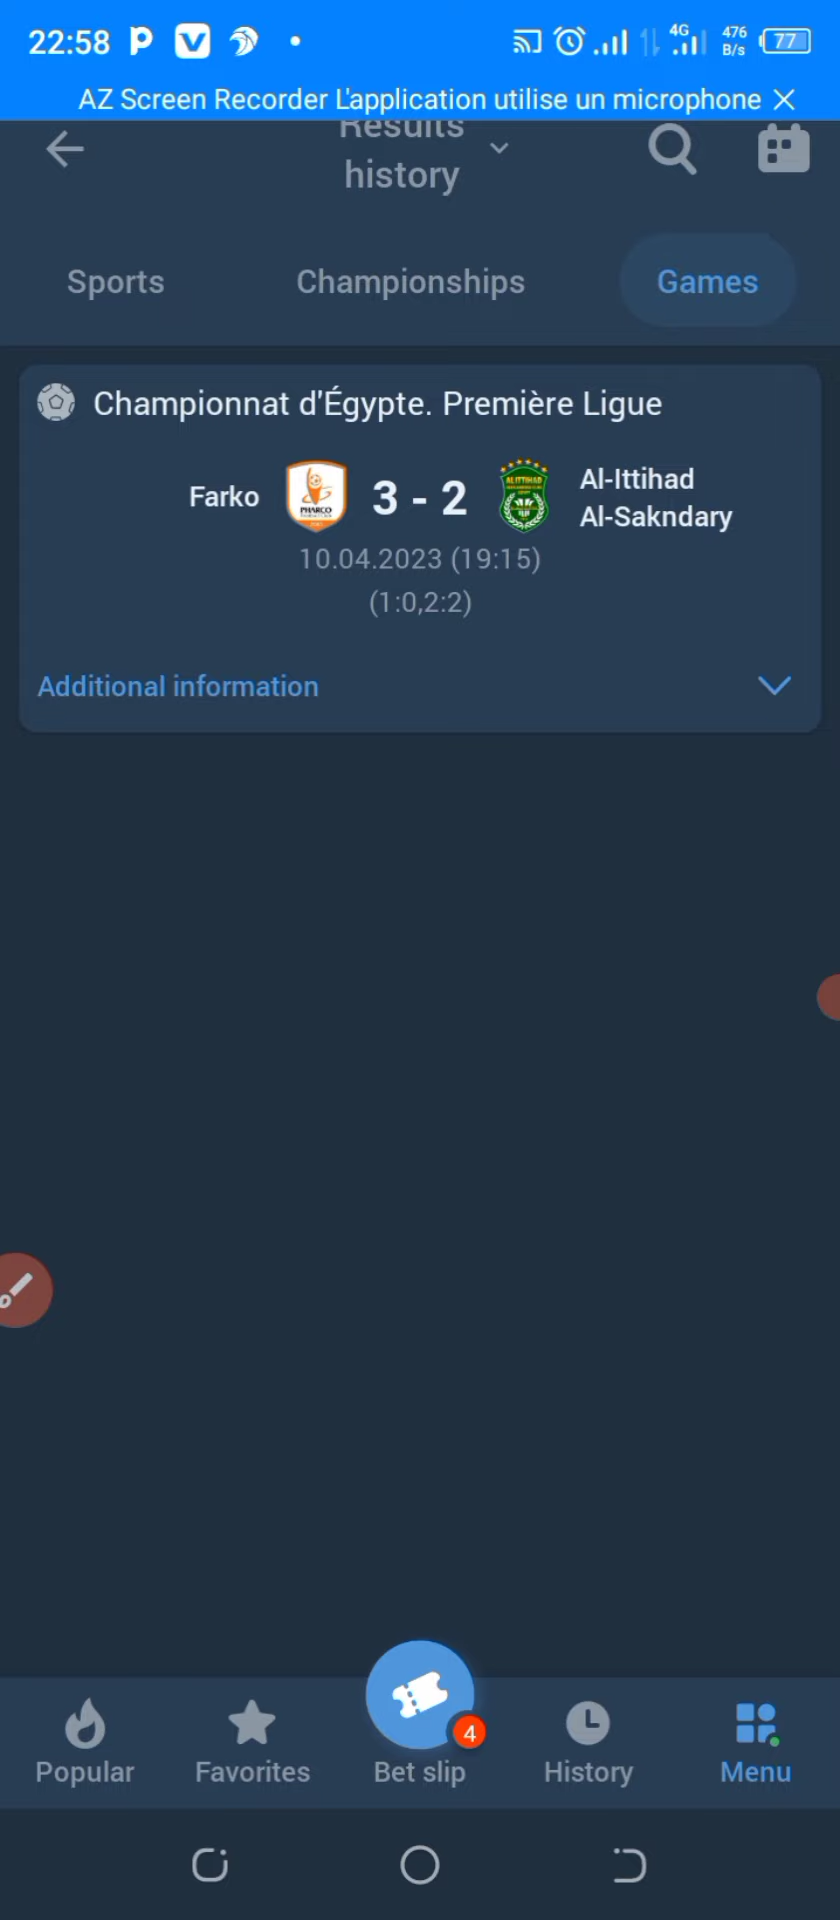 22:58
4G
476
B/s
77
AZ Screen Recorder L'application utilise un microphone
Results
history
Sports
Championships
Games
Championnat d'Égypte. Première Ligue
Farko
PHARCO
3 - 2
ALITTIHAD
Al-Ittihad
Al-Sakndary
10.04.2023 (19:15)
(1:0,2:2)
Additional information
4
Popular
Favorites
Bet slip
History
Menu